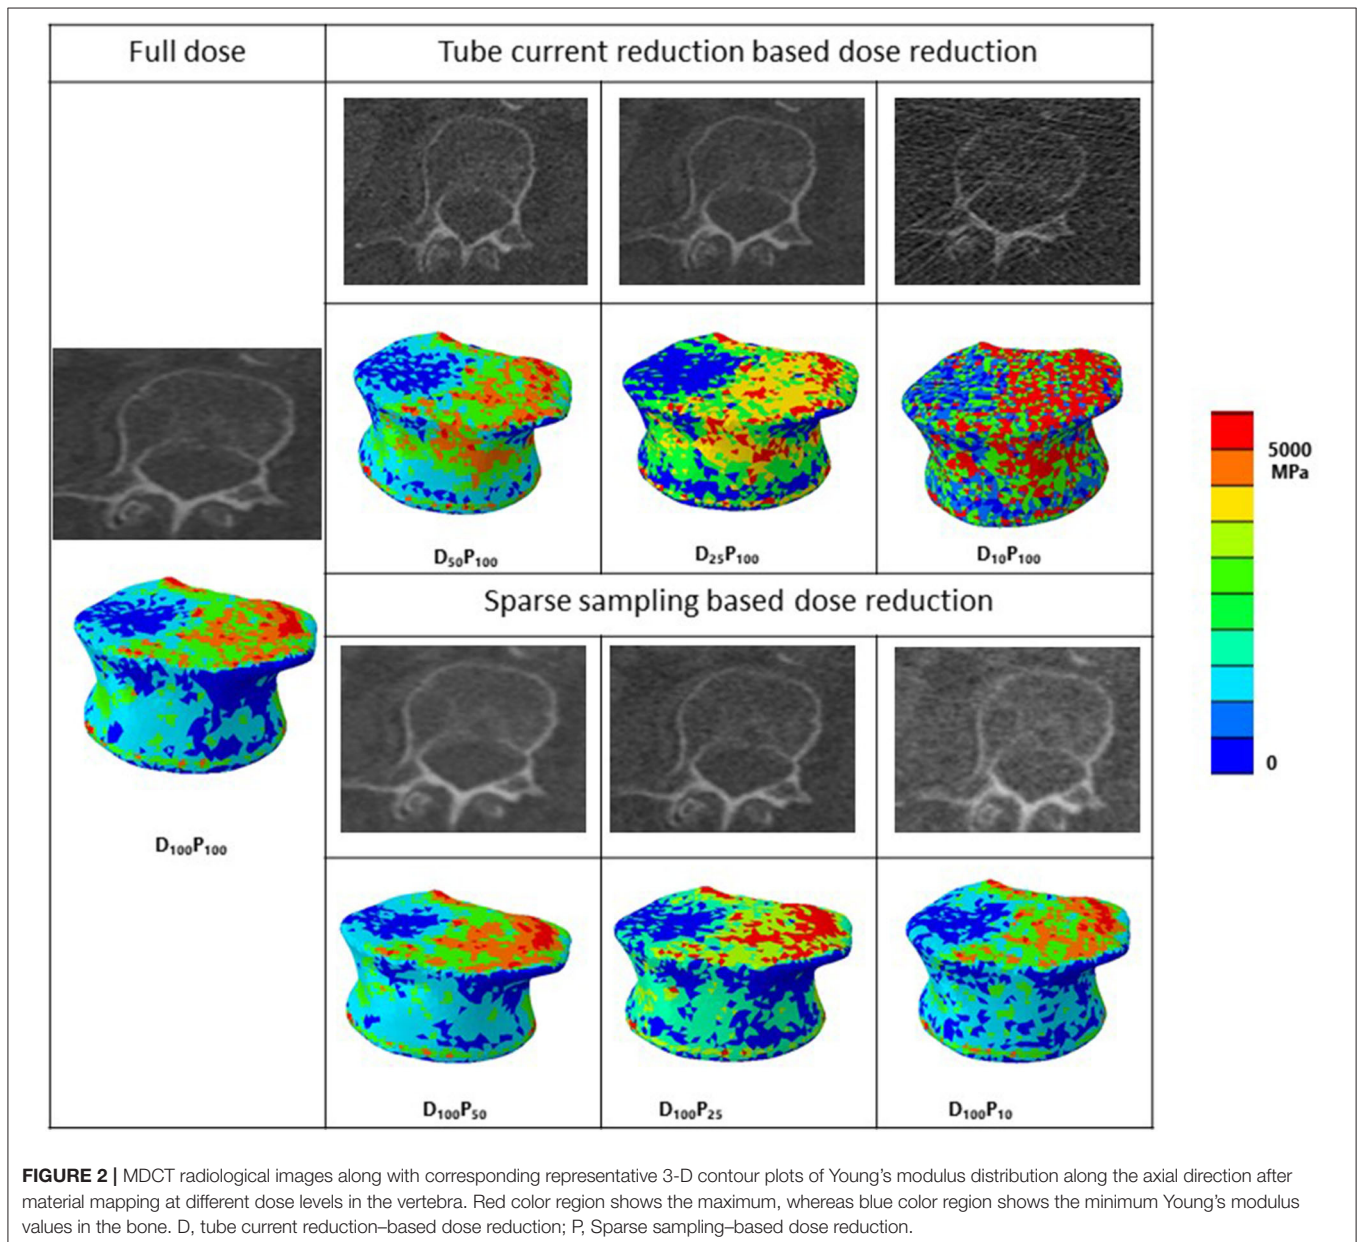 Full dose
Tube current reduction based dose reduction
D₅₀P₁₀₀
D₂₅P₁₀₀
D₁₀P₁₀₀
Sparse sampling based dose reduction
D₁₀₀P₁₀₀
D₁₀₀P₅₀
D₁₀₀P₂₅
D₁₀₀P₁₀
5000
MPa
0
FIGURE 2 | MDCT radiological images along with corresponding representative 3-D contour plots of Young's modulus distribution along the axial direction after
material mapping at different dose levels in the vertebra. Red color region shows the maximum, whereas blue color region shows the minimum Young's modulus
values in the bone. D, tube current reduction–based dose reduction; P, Sparse sampling–based dose reduction.